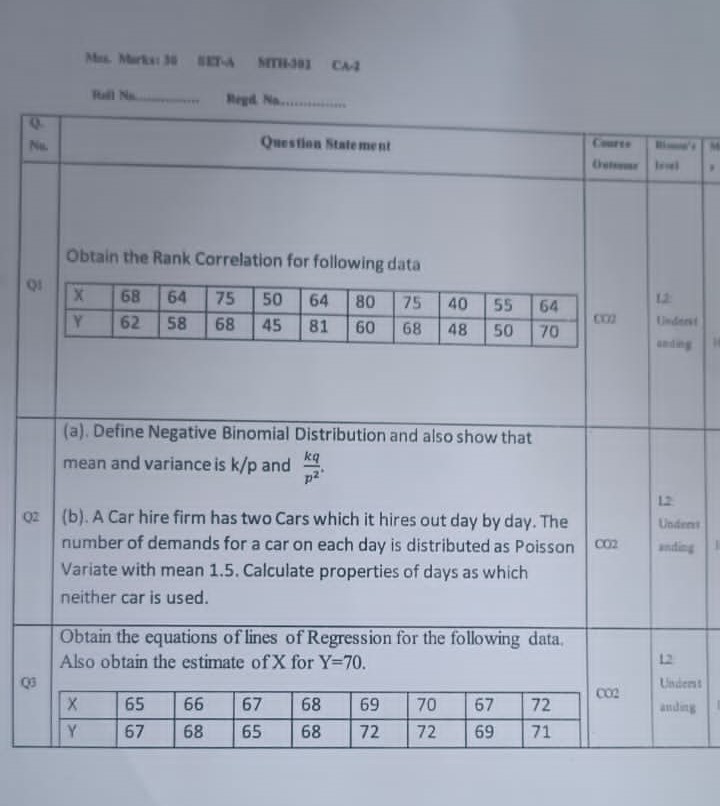 Max. Marks: 30 SET-A MTH-301 CA-2
Roll No............... Regd. No...............
Q. No. Question Statement Course Outcome Bloom's level
Q1 Obtain the Rank Correlation for following data CO2 L2: Understanding
X 68 64 75 50 64 80 75 40 55 64
Y 62 58 68 45 81 60 68 48 50 70
Q2 (a). Define Negative Binomial Distribution and also show that
mean and variance is k/p and kq/p².
(b). A Car hire firm has two Cars which it hires out day by day. The
number of demands for a car on each day is distributed as Poisson CO2 L2: Understanding
Variate with mean 1.5. Calculate properties of days as which
neither car is used.
Q3 Obtain the equations of lines of Regression for the following data.
Also obtain the estimate of X for Y=70. CO2 L2: Understanding
X 65 66 67 68 69 70 67 72
Y 67 68 65 68 72 72 69 71